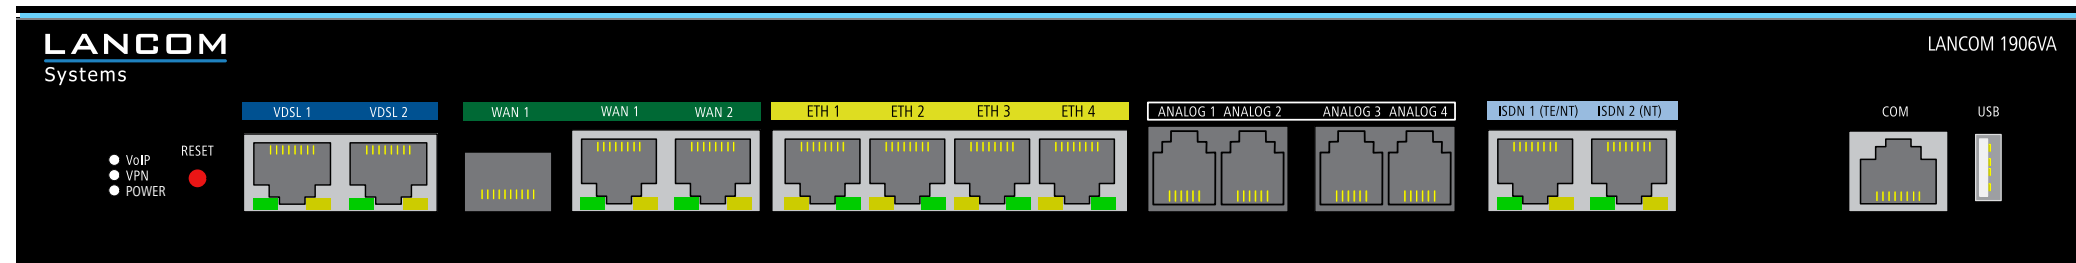 LANCOM
Systems
LANCOM 1906VA
VDSL 1 VDSL 2 WAN 1 WAN 1 WAN 2 ETH 1 ETH 2 ETH 3 ETH 4 ANALOG 1 ANALOG 2 ANALOG 3 ANALOG 4 ISDN 1 (TE/NT) ISDN 2 (NT) COM USB
RESET
VoIP
VPN
POWER